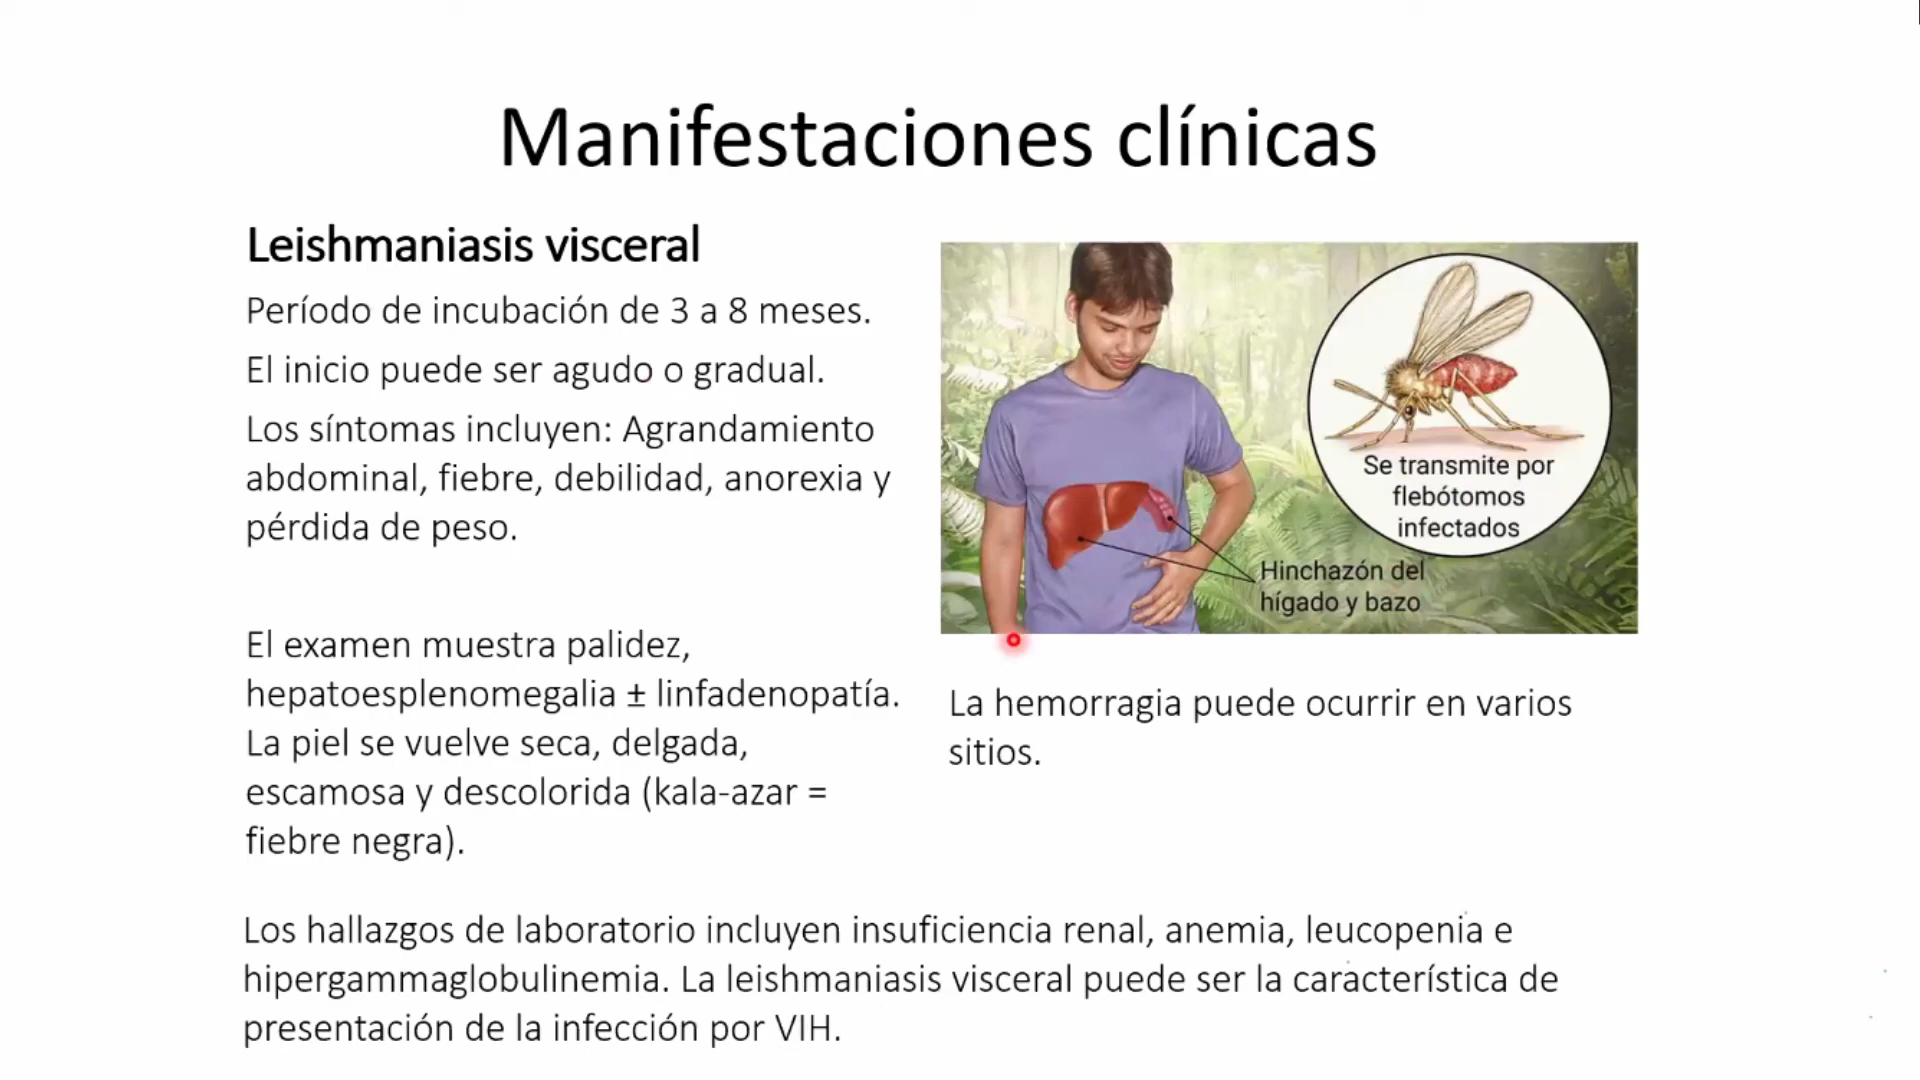 Manifestaciones clínicas
Leishmaniasis visceral
Período de incubación de 3 a 8 meses.
El inicio puede ser agudo o gradual.
Los síntomas incluyen: Agrandamiento
abdominal, fiebre, debilidad, anorexia y
pérdida de peso.
El examen muestra palidez,
hepatoesplenomegalia ± linfadenopatía.
La piel se vuelve seca, delgada,
escamosa y descolorida (kala-azar =
fiebre negra).
Se transmite por
flebótomos
infectados
Hinchazón del
hígado y bazo
La hemorragia puede ocurrir en varios
sitios.
Los hallazgos de laboratorio incluyen insuficiencia renal, anemia, leucopenia e
hipergammaglobulinemia. La leishmaniasis visceral puede ser la característica de
presentación de la infección por VIH.